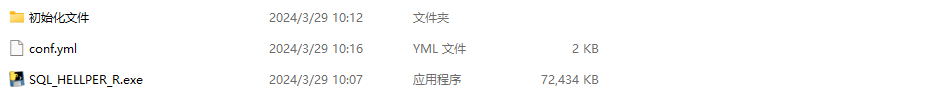 初始化文件 2024/3/29 10:12 文件夹
conf.yml 2024/3/29 10:16 YML 文件 2 KB
SQL_HELLPER_R.exe 2024/3/29 10:07 应用程序 72,434 KB